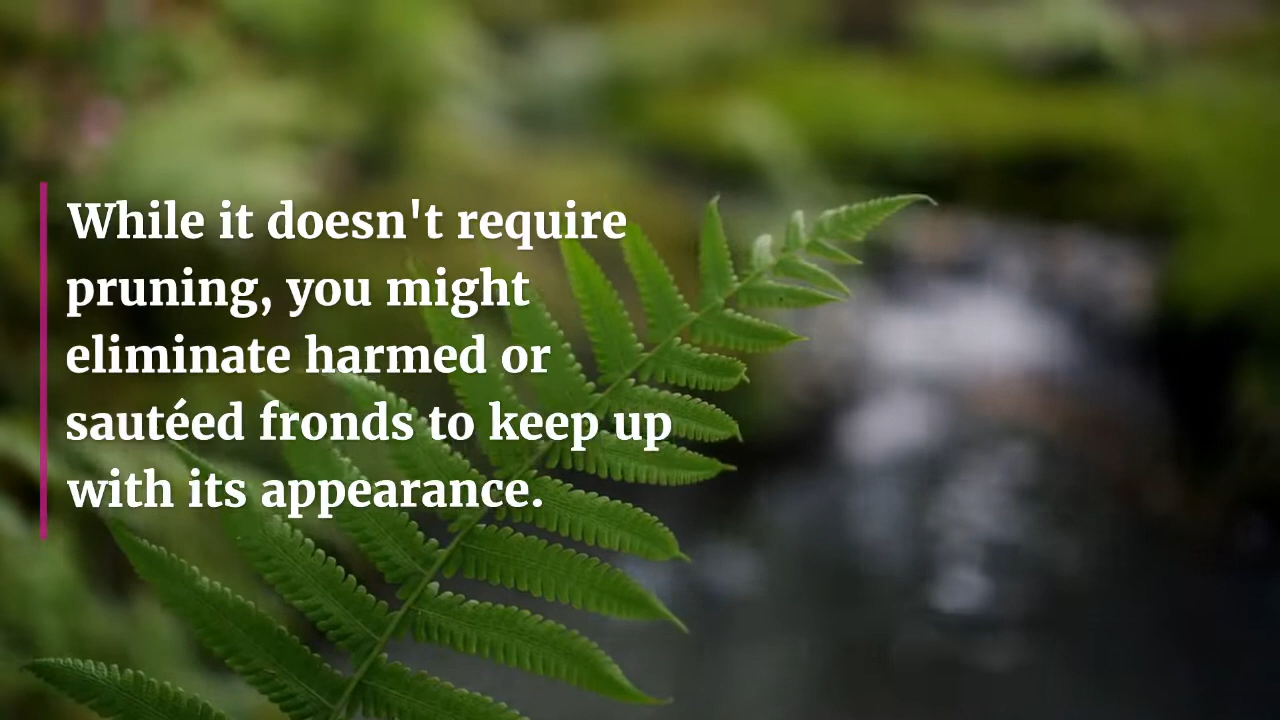 While it doesn't require
pruning, you might
eliminate harmed or
sautéed fronds to keep up
with its appearance.